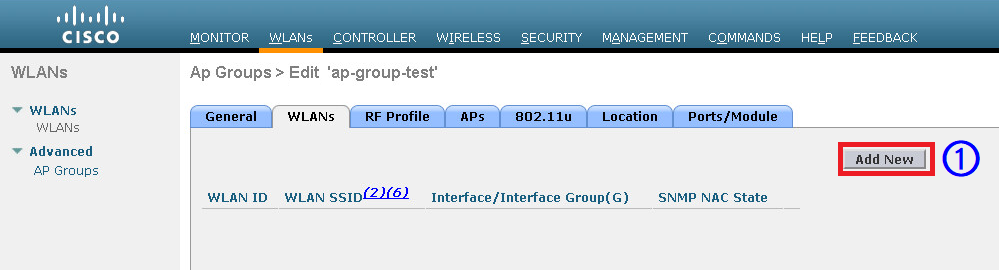 CISCO
MONITOR WLANs CONTROLLER WIRELESS SECURITY MANAGEMENT COMMANDS HELP FEEDBACK
WLANs
WLANs
WLANs
Advanced
AP Groups
Ap Groups > Edit 'ap-group-test'
General WLANs RF Profile APs 802.11u Location Ports/Module
Add New 1
WLAN ID WLAN SSID(2)(6) Interface/Interface Group(G) SNMP NAC State